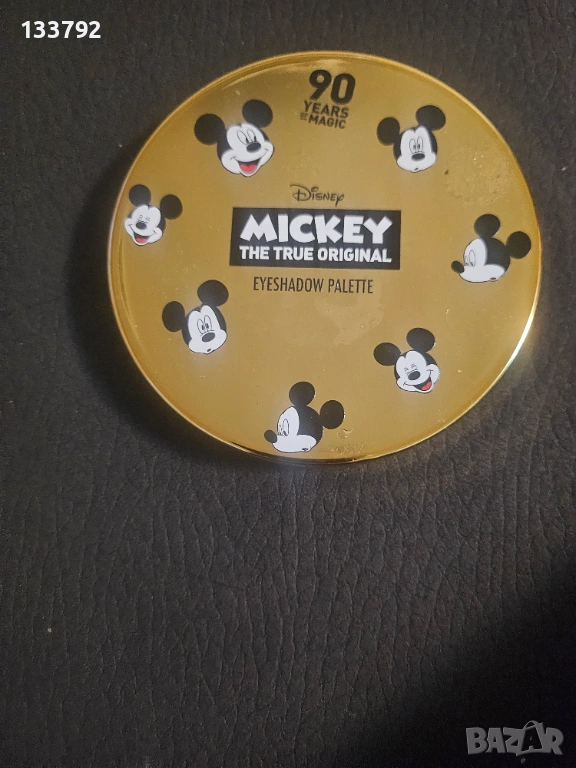 133792
90
YEARS
OF MAGIC
Disney
MICKEY
THE TRUE ORIGINAL
EYESHADOW PALETTE
BAZAR